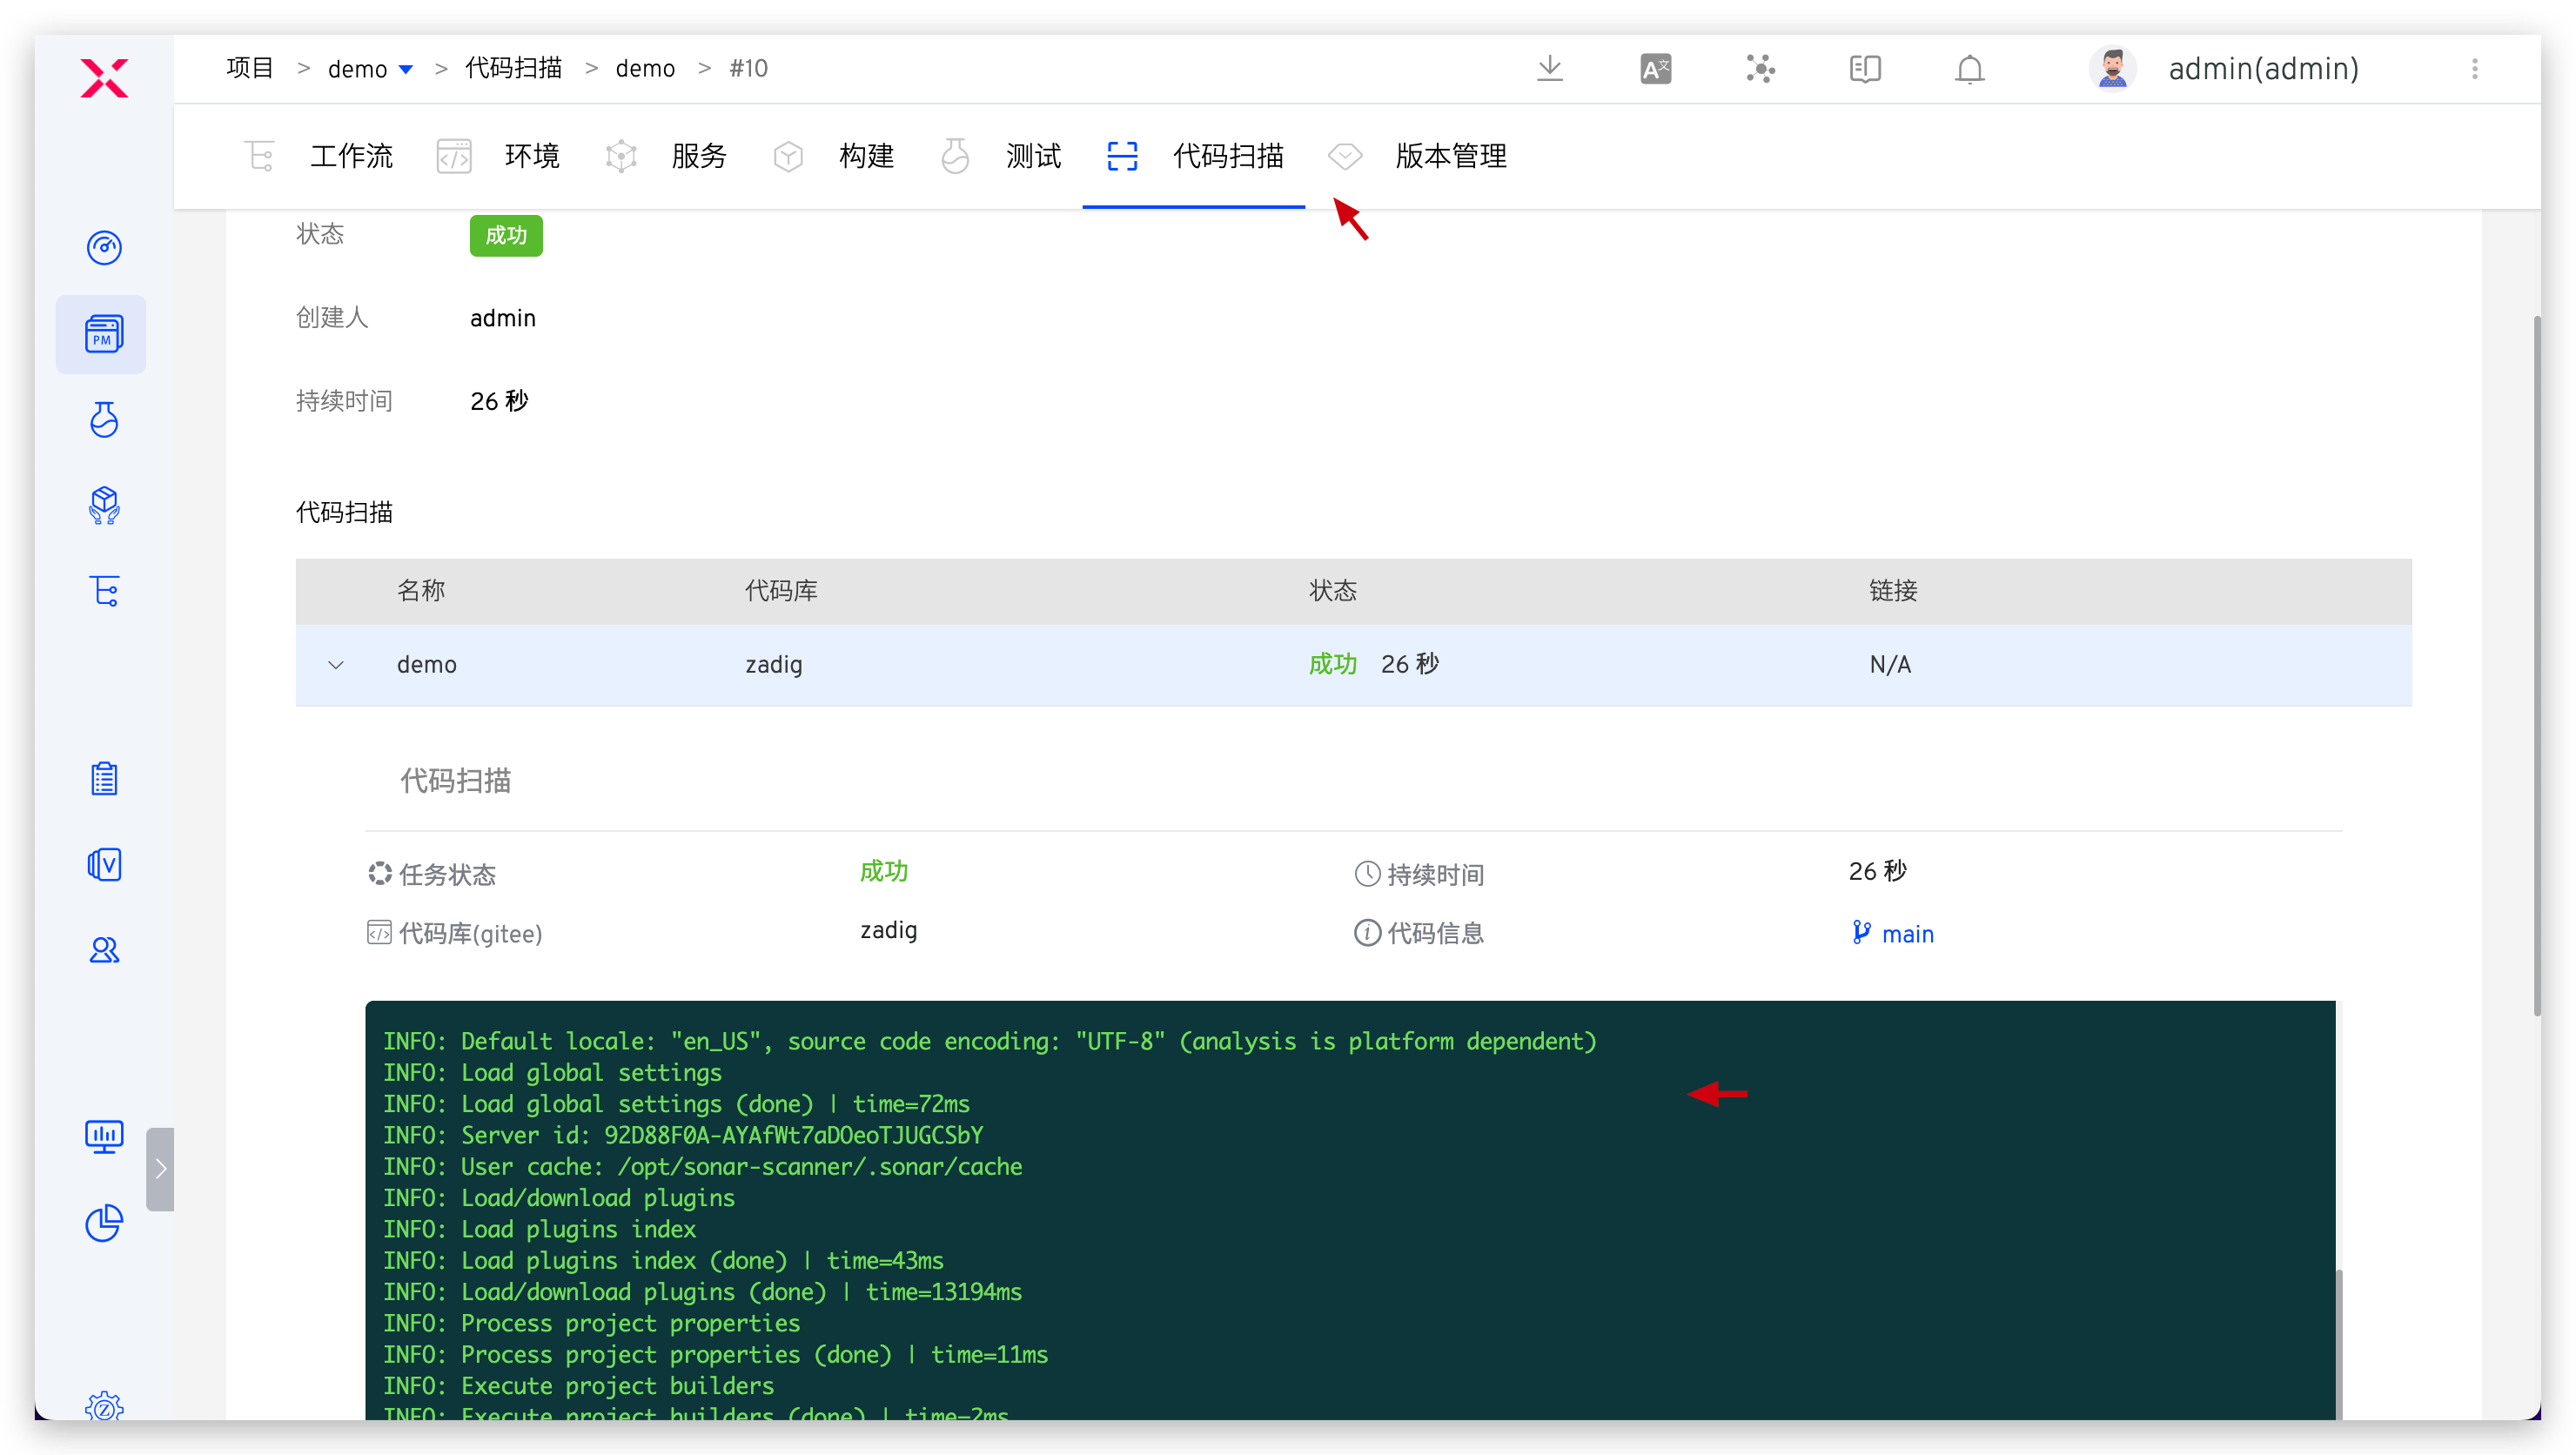 项目 > demo > 代码扫描 > demo > #10
admin(admin)
工作流 环境 服务 构建 测试 代码扫描 版本管理
状态 成功
创建人 admin
持续时间 26 秒
代码扫描
名称 代码库 状态 链接
demo zadig 成功 26 秒 N/A
代码扫描
任务状态 成功 持续时间 26 秒
代码库(gitee) zadig 代码信息 main
INFO: Default locale: "en_US", source code encoding: "UTF-8" (analysis is platform dependent)
INFO: Load global settings
INFO: Load global settings (done) | time=72ms
INFO: Server id: 92D88F0A-AYAfWt7aDOeoTJUGCSbY
INFO: User cache: /opt/sonar-scanner/.sonar/cache
INFO: Load/download plugins
INFO: Load plugins index
INFO: Load plugins index (done) | time=43ms
INFO: Load/download plugins (done) | time=13194ms
INFO: Process project properties
INFO: Process project properties (done) | time=11ms
INFO: Execute project builders
INFO: Execute project builders (done) | time=2ms
PM
V